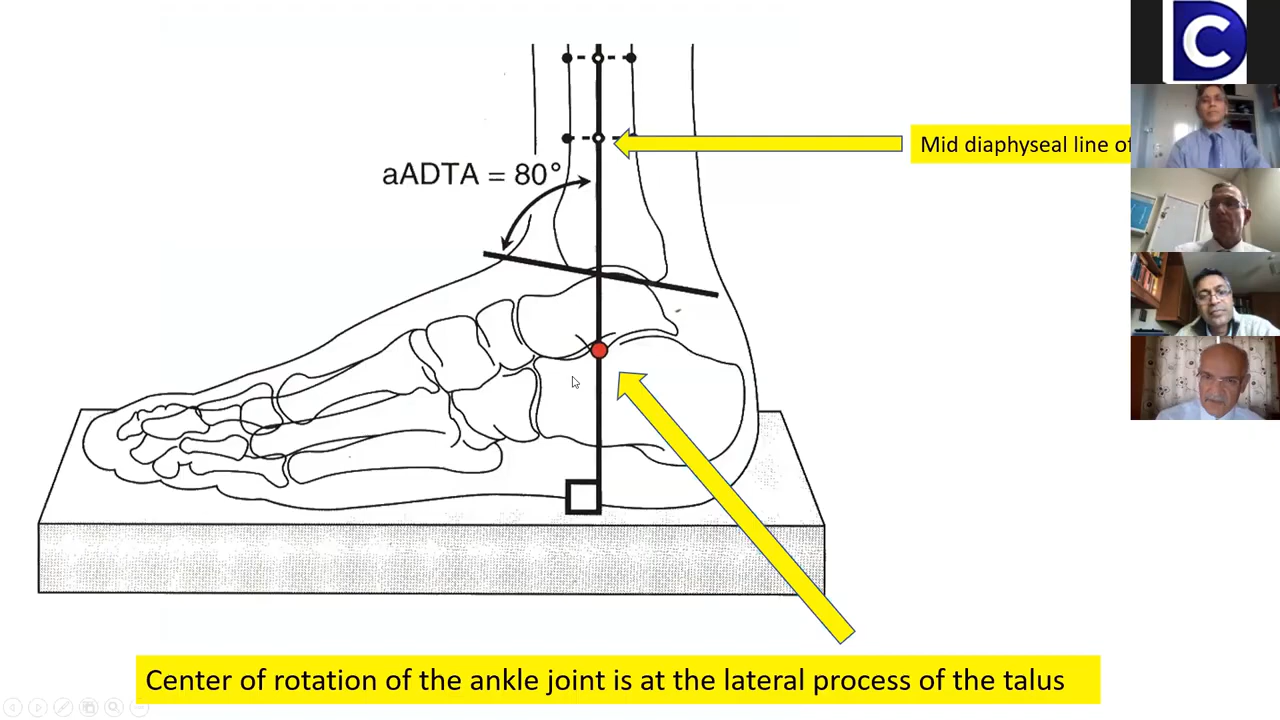 aADTA = 80°
Mid diaphyseal line of
Center of rotation of the ankle joint is at the lateral process of the talus
C